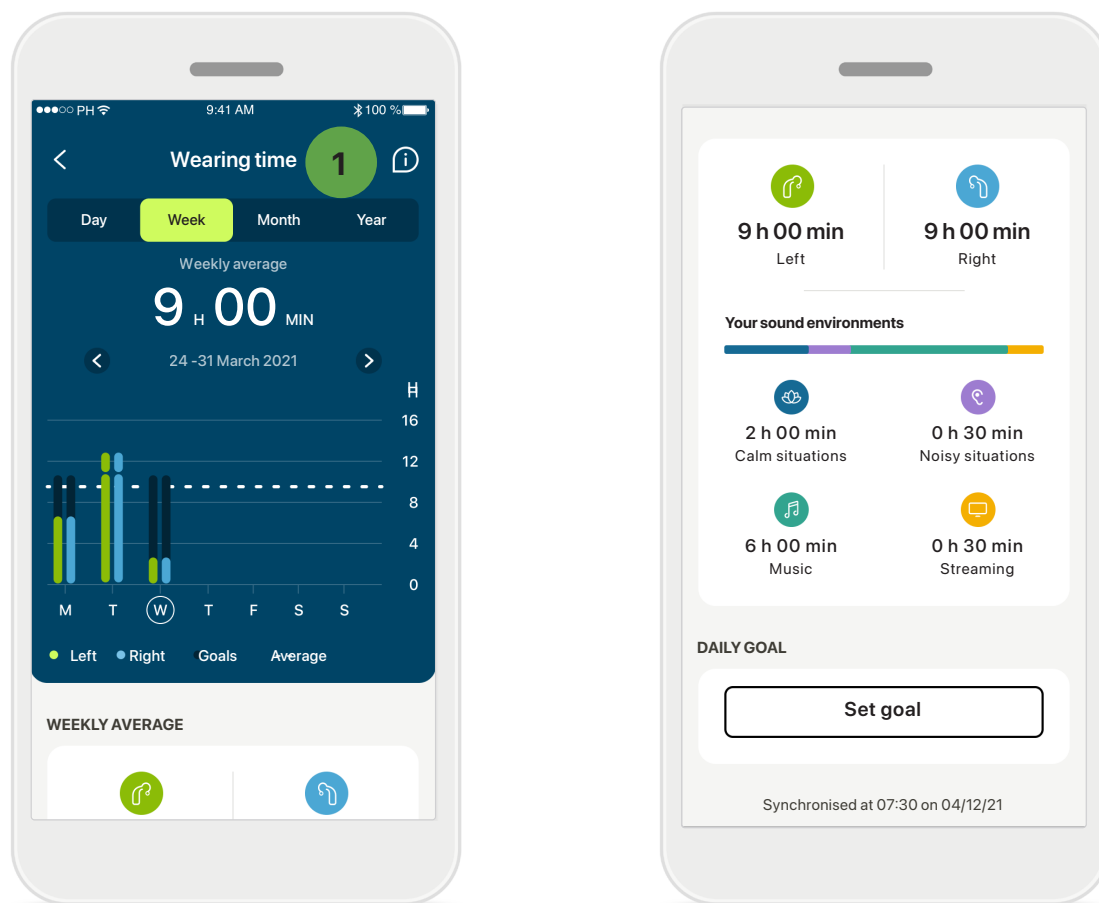 PH 9:41 AM 100 %
Wearing time 1
Day Week Month Year
Weekly average
9 H 00 MIN
24 -31 March 2021
H
16
12
8
4
0
M T W T F S S
Left Right Goals Average
WEEKLY AVERAGE
9 h 00 min 9 h 00 min
Left Right
Your sound environments
2 h 00 min 0 h 30 min
Calm situations Noisy situations
6 h 00 min 0 h 30 min
Music Streaming
DAILY GOAL
Set goal
Synchronised at 07:30 on 04/12/21